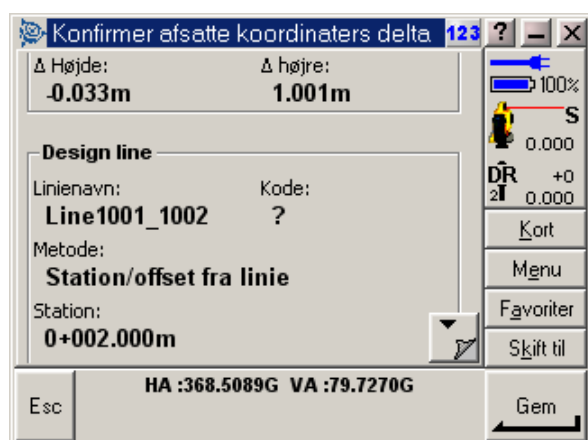 Konfirmer afsatte koordinaters delta 123 ?
Δ Højde: Δ højre:
-0.033m 1.001m
Design line
Linienavn: Kode:
Line1001_1002 ?
Metode:
Station/offset fra linie
Station:
0+002.000m
100%
S
0.000
DR +0
2 0.000
Kort
Menu
Favoriter
Skift til
Esc
HA :368.5089G VA :79.7270G
Gem